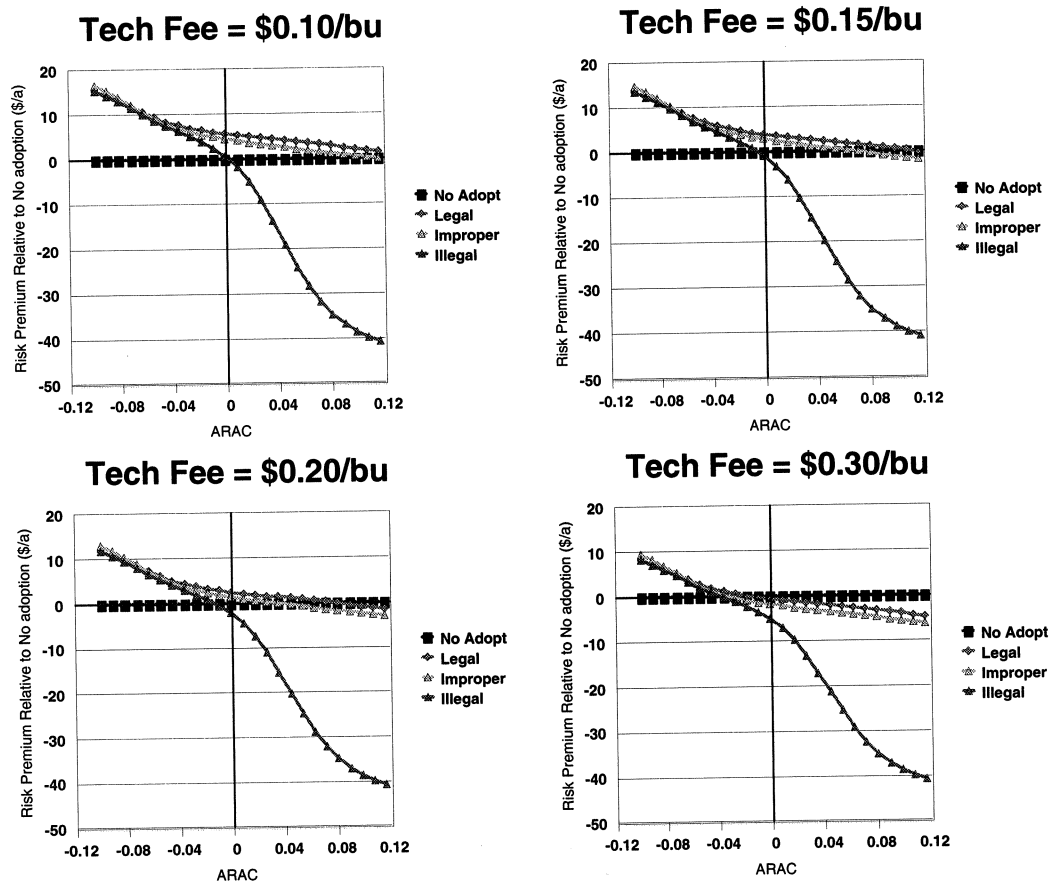 Tech Fee = $0.10/bu
Risk Premium Relative to No adoption ($/a)
20
10
0
-10
-20
-30
-40
-50
-0.12 -0.08 -0.04 0 0.04 0.08 0.12
ARAC
No Adopt
Legal
Improper
Illegal
Tech Fee = $0.15/bu
Risk Premium Relative to No adoption ($/a)
20
10
0
-10
-20
-30
-40
-50
-0.12 -0.08 -0.04 0 0.04 0.08 0.12
ARAC
No Adopt
Legal
Improper
Illegal
Tech Fee = $0.20/bu
Risk Premium Relative to No adoption ($/a)
20
10
0
-10
-20
-30
-40
-50
-0.12 -0.08 -0.04 0 0.04 0.08 0.12
ARAC
No Adopt
Legal
Improper
Illegal
Tech Fee = $0.30/bu
Risk Premium Relative to No adoption ($/a)
20
10
0
-10
-20
-30
-40
-50
-0.12 -0.08 -0.04 0 0.04 0.08 0.12
ARAC
No Adopt
Legal
Improper
Illegal